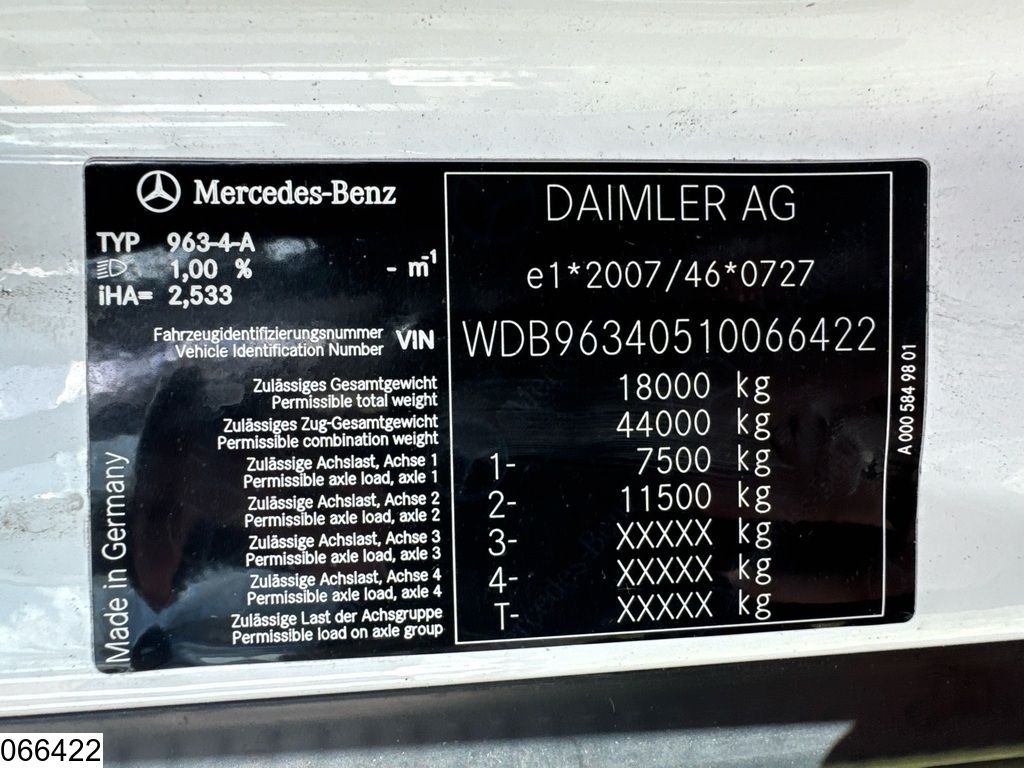 Mercedes-Benz
TYP 963-4-A
1,00 % - m-1
iHA= 2,533
DAIMLER AG
e1*2007/46*0727
Fahrzeugidentifizierungsnummer
Vehicle Identification Number
VIN
WDB96340510066422
Zulässiges Gesamtgewicht
Permissible total weight
18000 kg
Zulässiges Zug-Gesamtgewicht
Permissible combination weight
44000 kg
Zulässige Achslast, Achse 1
Permissible axle load, axle 1
1- 7500 kg
Zulässige Achslast, Achse 2
Permissible axle load, axle 2
2- 11500 kg
Zulässige Achslast, Achse 3
Permissible axle load, axle 3
3- XXXXX kg
Zulässige Achslast, Achse 4
Permissible axle load, axle 4
4- XXXXX kg
Zulässige Last der Achsgruppe
Permissible load on axle group
T- XXXXX kg
Made in Germany
A 000 584 98 01
066422